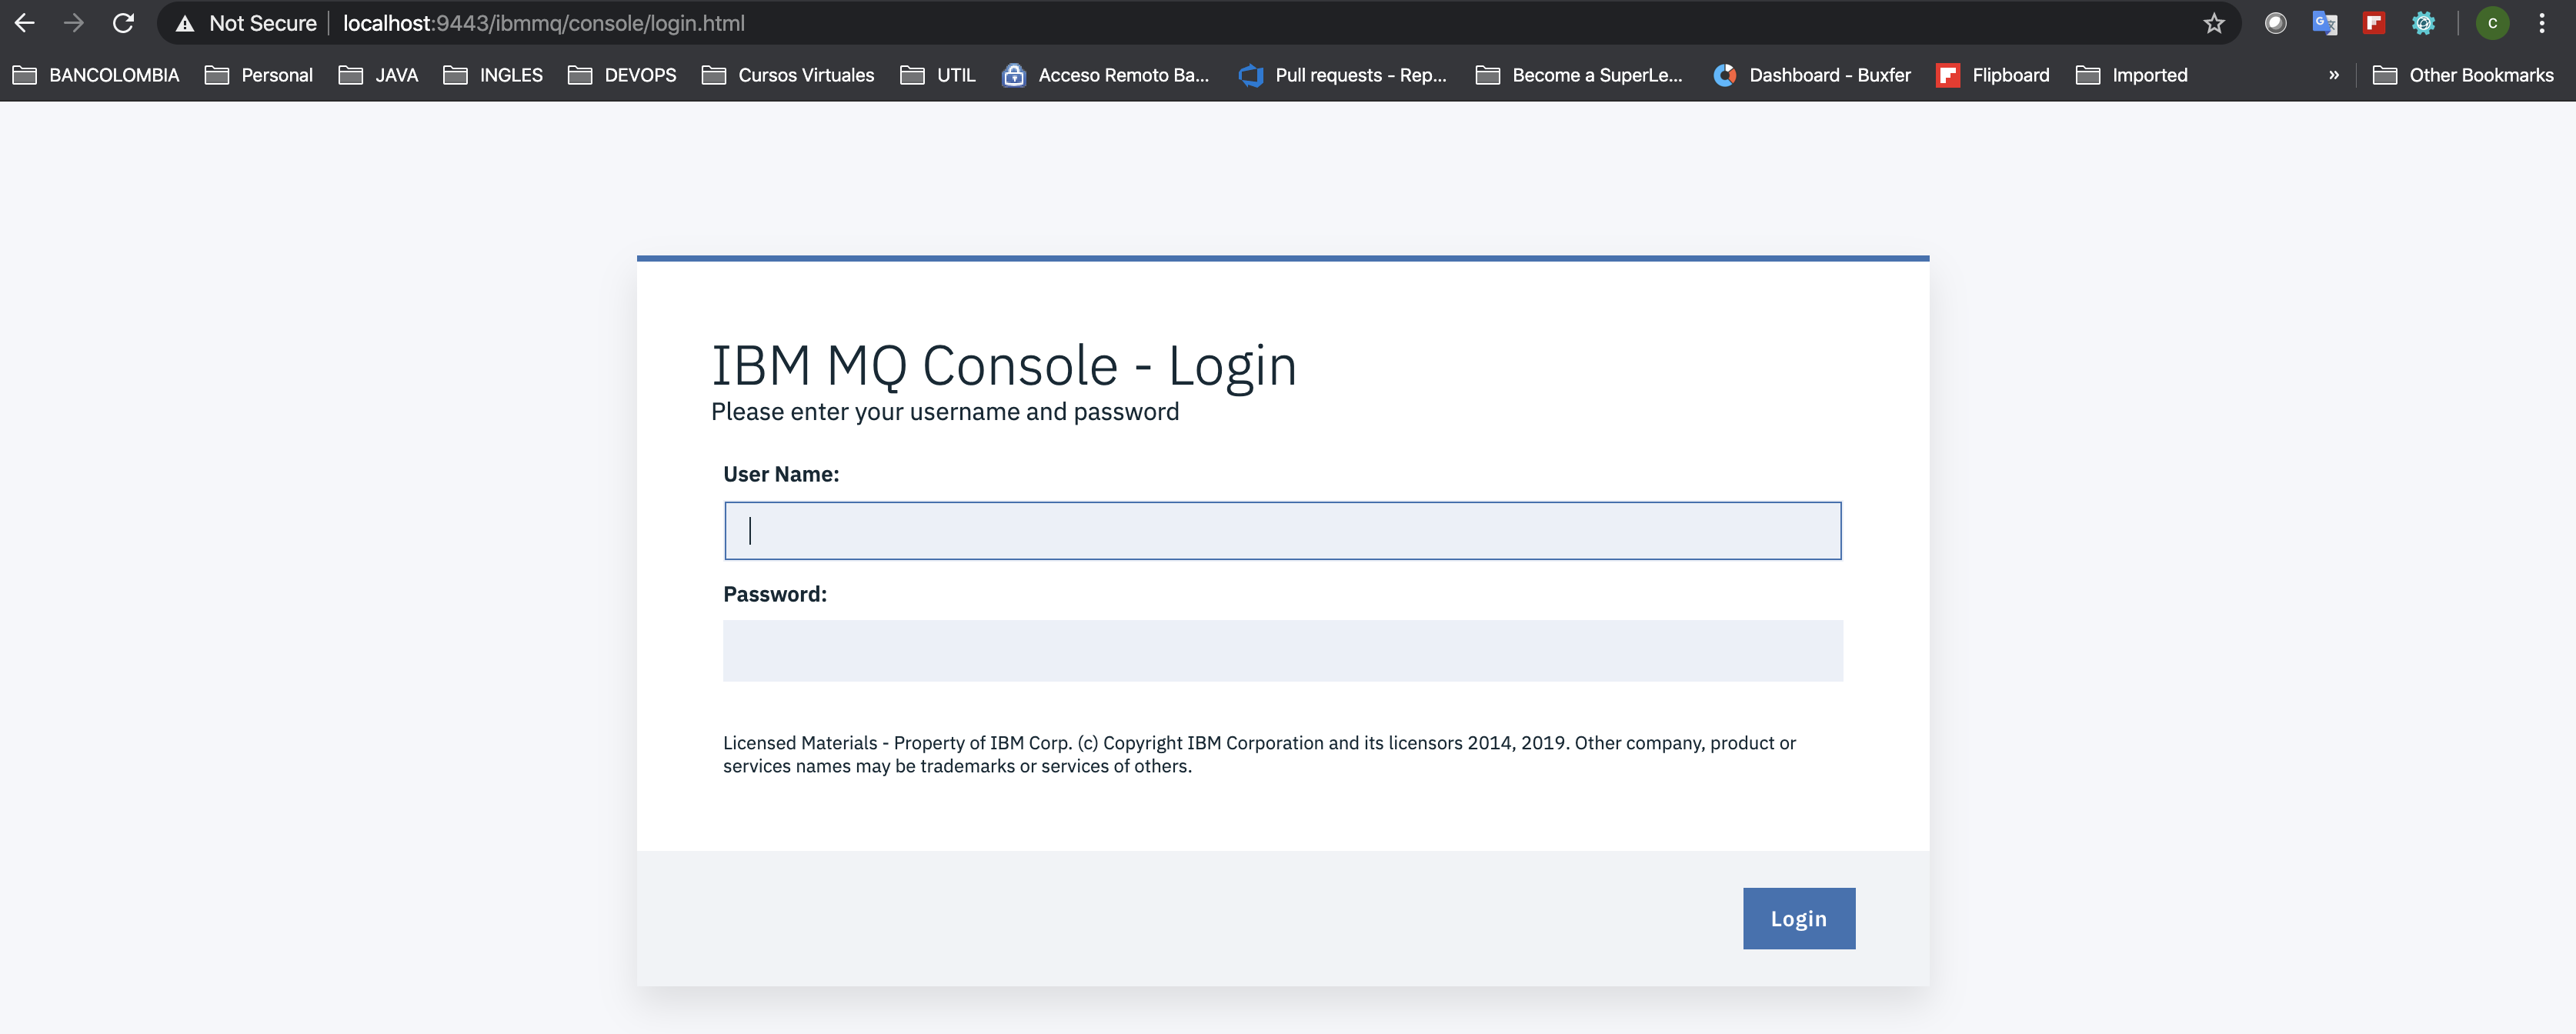 Not Secure localhost:9443/ibmmq/console/login.html C
BANCOLOMBIA Personal JAVA INGLES DEVOPS Cursos Virtuales UTIL Acceso Remoto Ba... Pull requests - Rep... Become a SuperLe... Dashboard - Buxfer Flipboard Imported » Other Bookmarks
IBM MQ Console - Login
Please enter your username and password
User Name:
Password:
Licensed Materials - Property of IBM Corp. (c) Copyright IBM Corporation and its licensors 2014, 2019. Other company, product or
services names may be trademarks or services of others.
Login